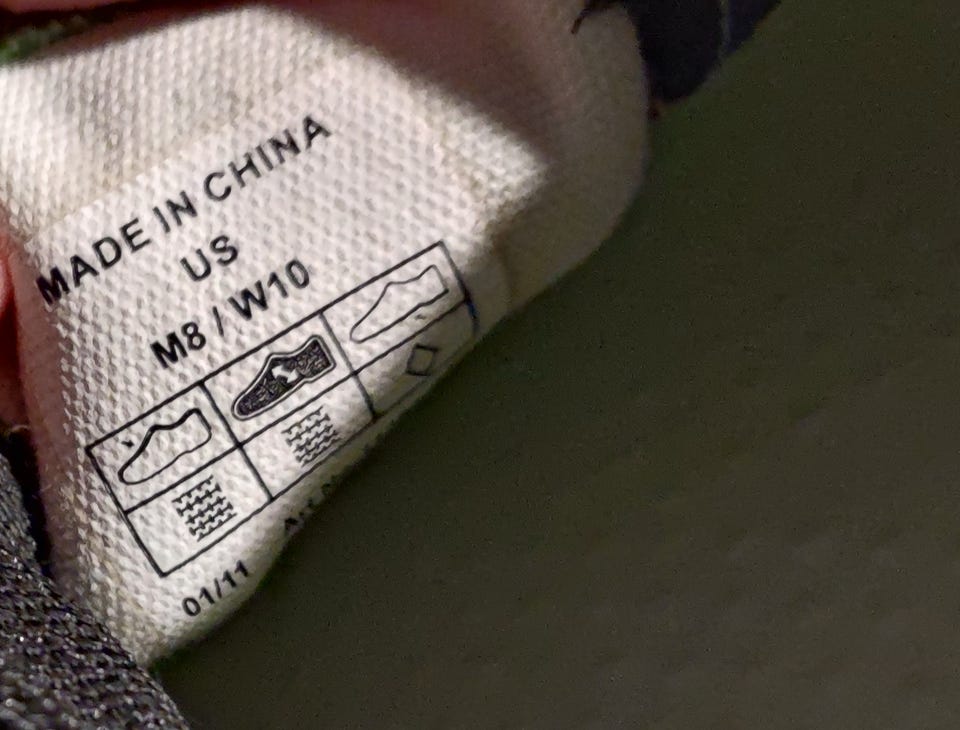 MADE IN CHINA
US
M8 / W10
01/11